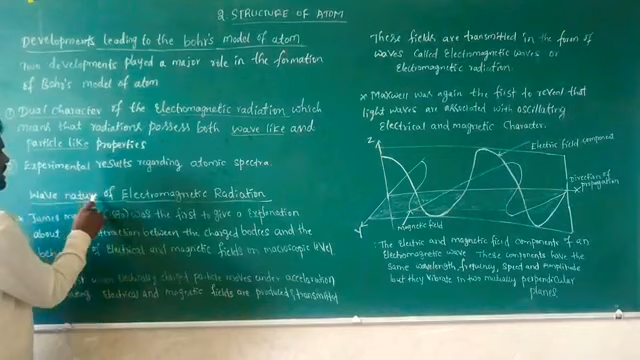 2. STRUCTURE OF ATOM
Developments leading to the bohr's model of atom
Two developments played a major role in the formation
of Bohr's model of atom
① Dual character of the Electromagnetic radiation which
means that radiations possess both wave like and
particle like properties
Experimental results regarding atomic spectra.
Wave nature of Electromagnetic Radiation
James was the first to give a Explanation
about between the charged bodies and the
of Electrical and magnetic fields on macroscopic level
when Electrically charged particle moves under acceleration
Electrical and magnetic fields are produced & transmitted
These fields are transmitted in the form of
waves called Electromagnetic waves or
Electromagnetic radiation.
* Maxwell was again the first to reveal that
light waves are associated with oscillating
Electrical and magnetic Character.
Z
Electric field component
Direction of
propagation
X
Y
magnetic field
: The Electric and magnetic field components of an
Electromagnetic wave These components have the
same wavelength, frequency, speed and amplitude
but they vibrate in two mutually perpendicular
planes